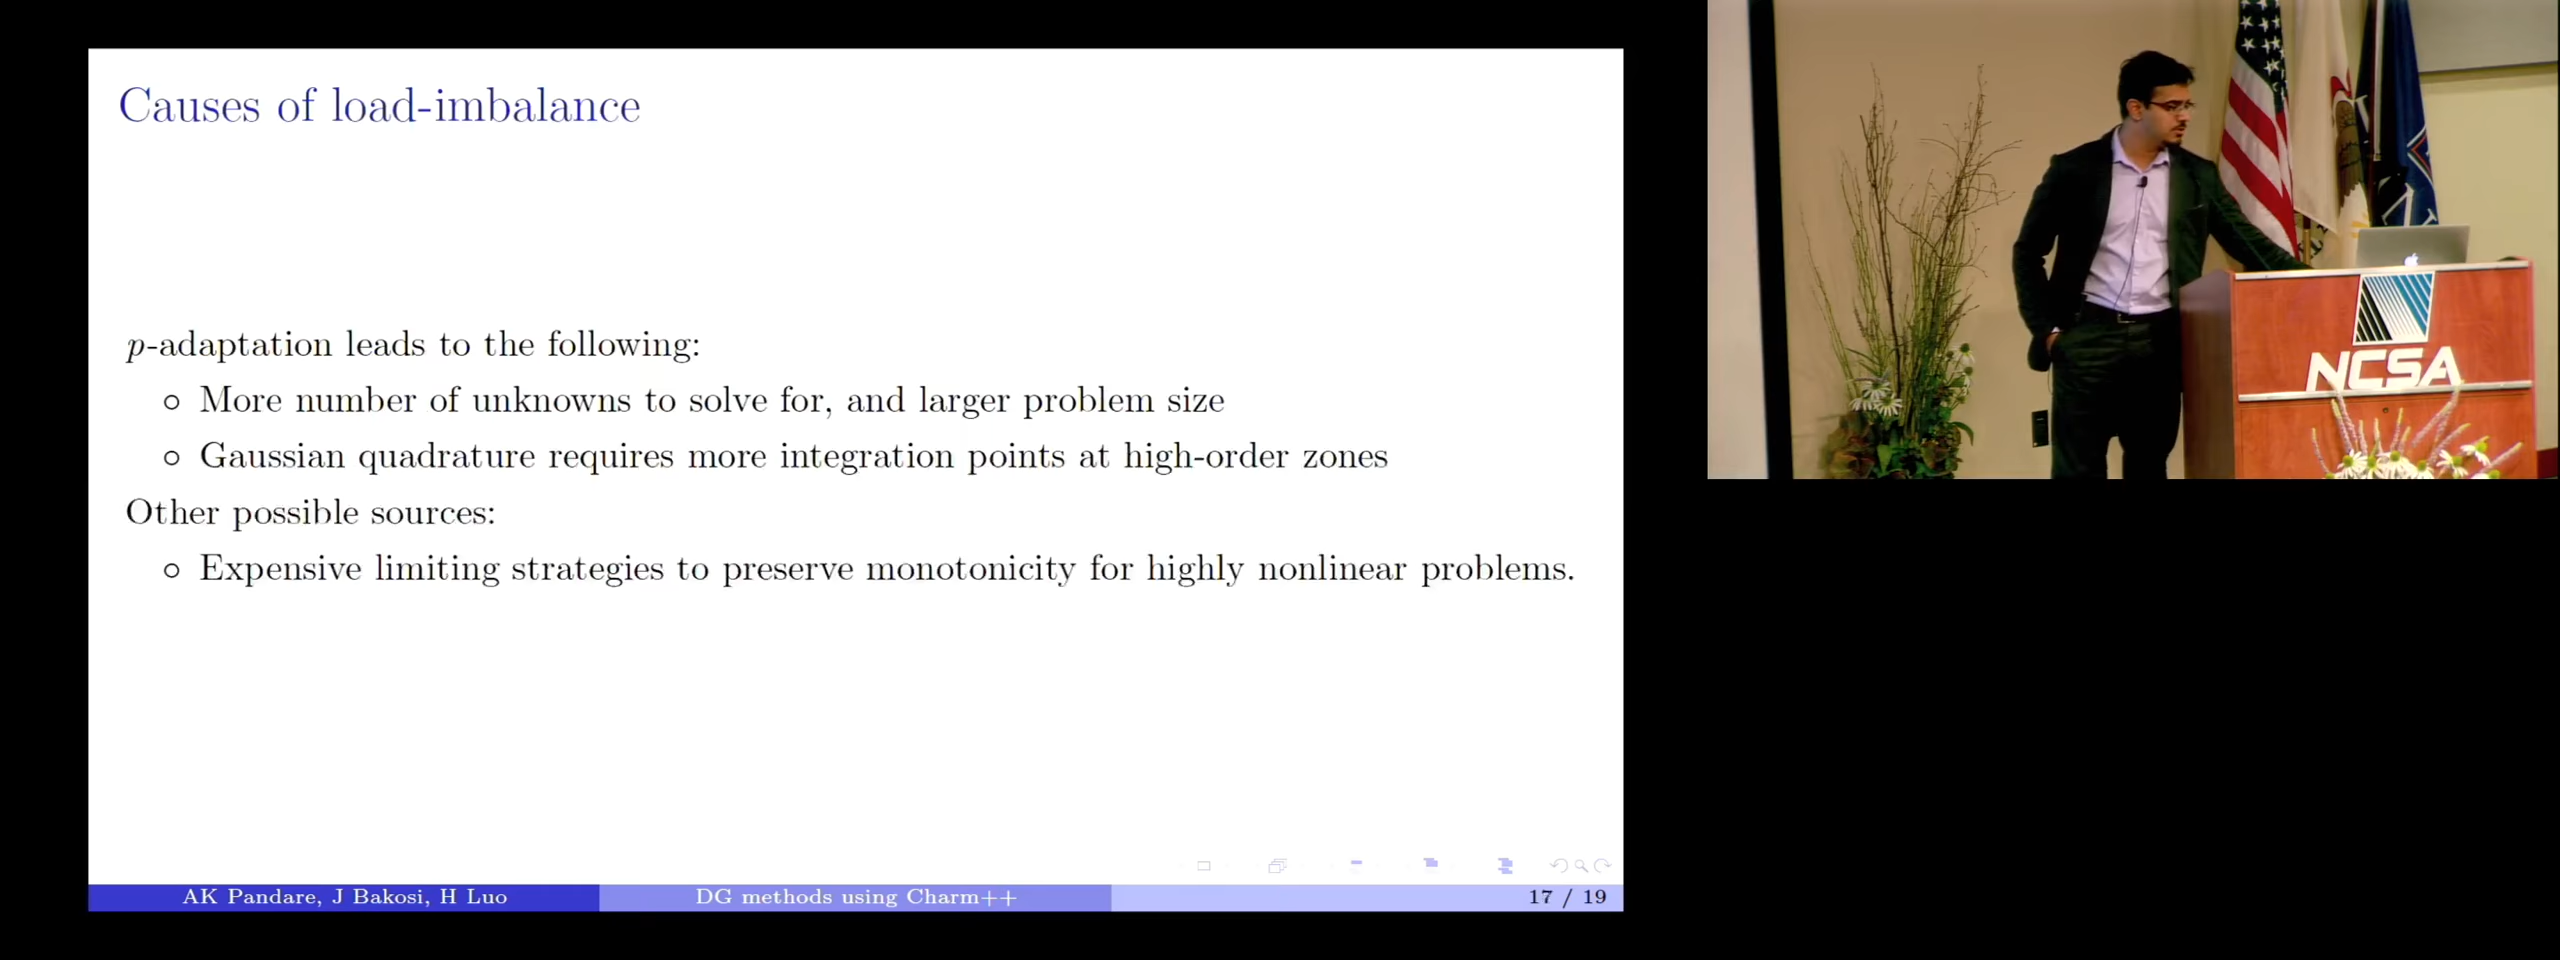 Causes of load-imbalance
p-adaptation leads to the following:
More number of unknowns to solve for, and larger problem size
Gaussian quadrature requires more integration points at high-order zones
Other possible sources:
Expensive limiting strategies to preserve monotonicity for highly nonlinear problems.
AK Pandare, J Bakosi, H Luo
DG methods using Charm++
17 / 19
NCSA